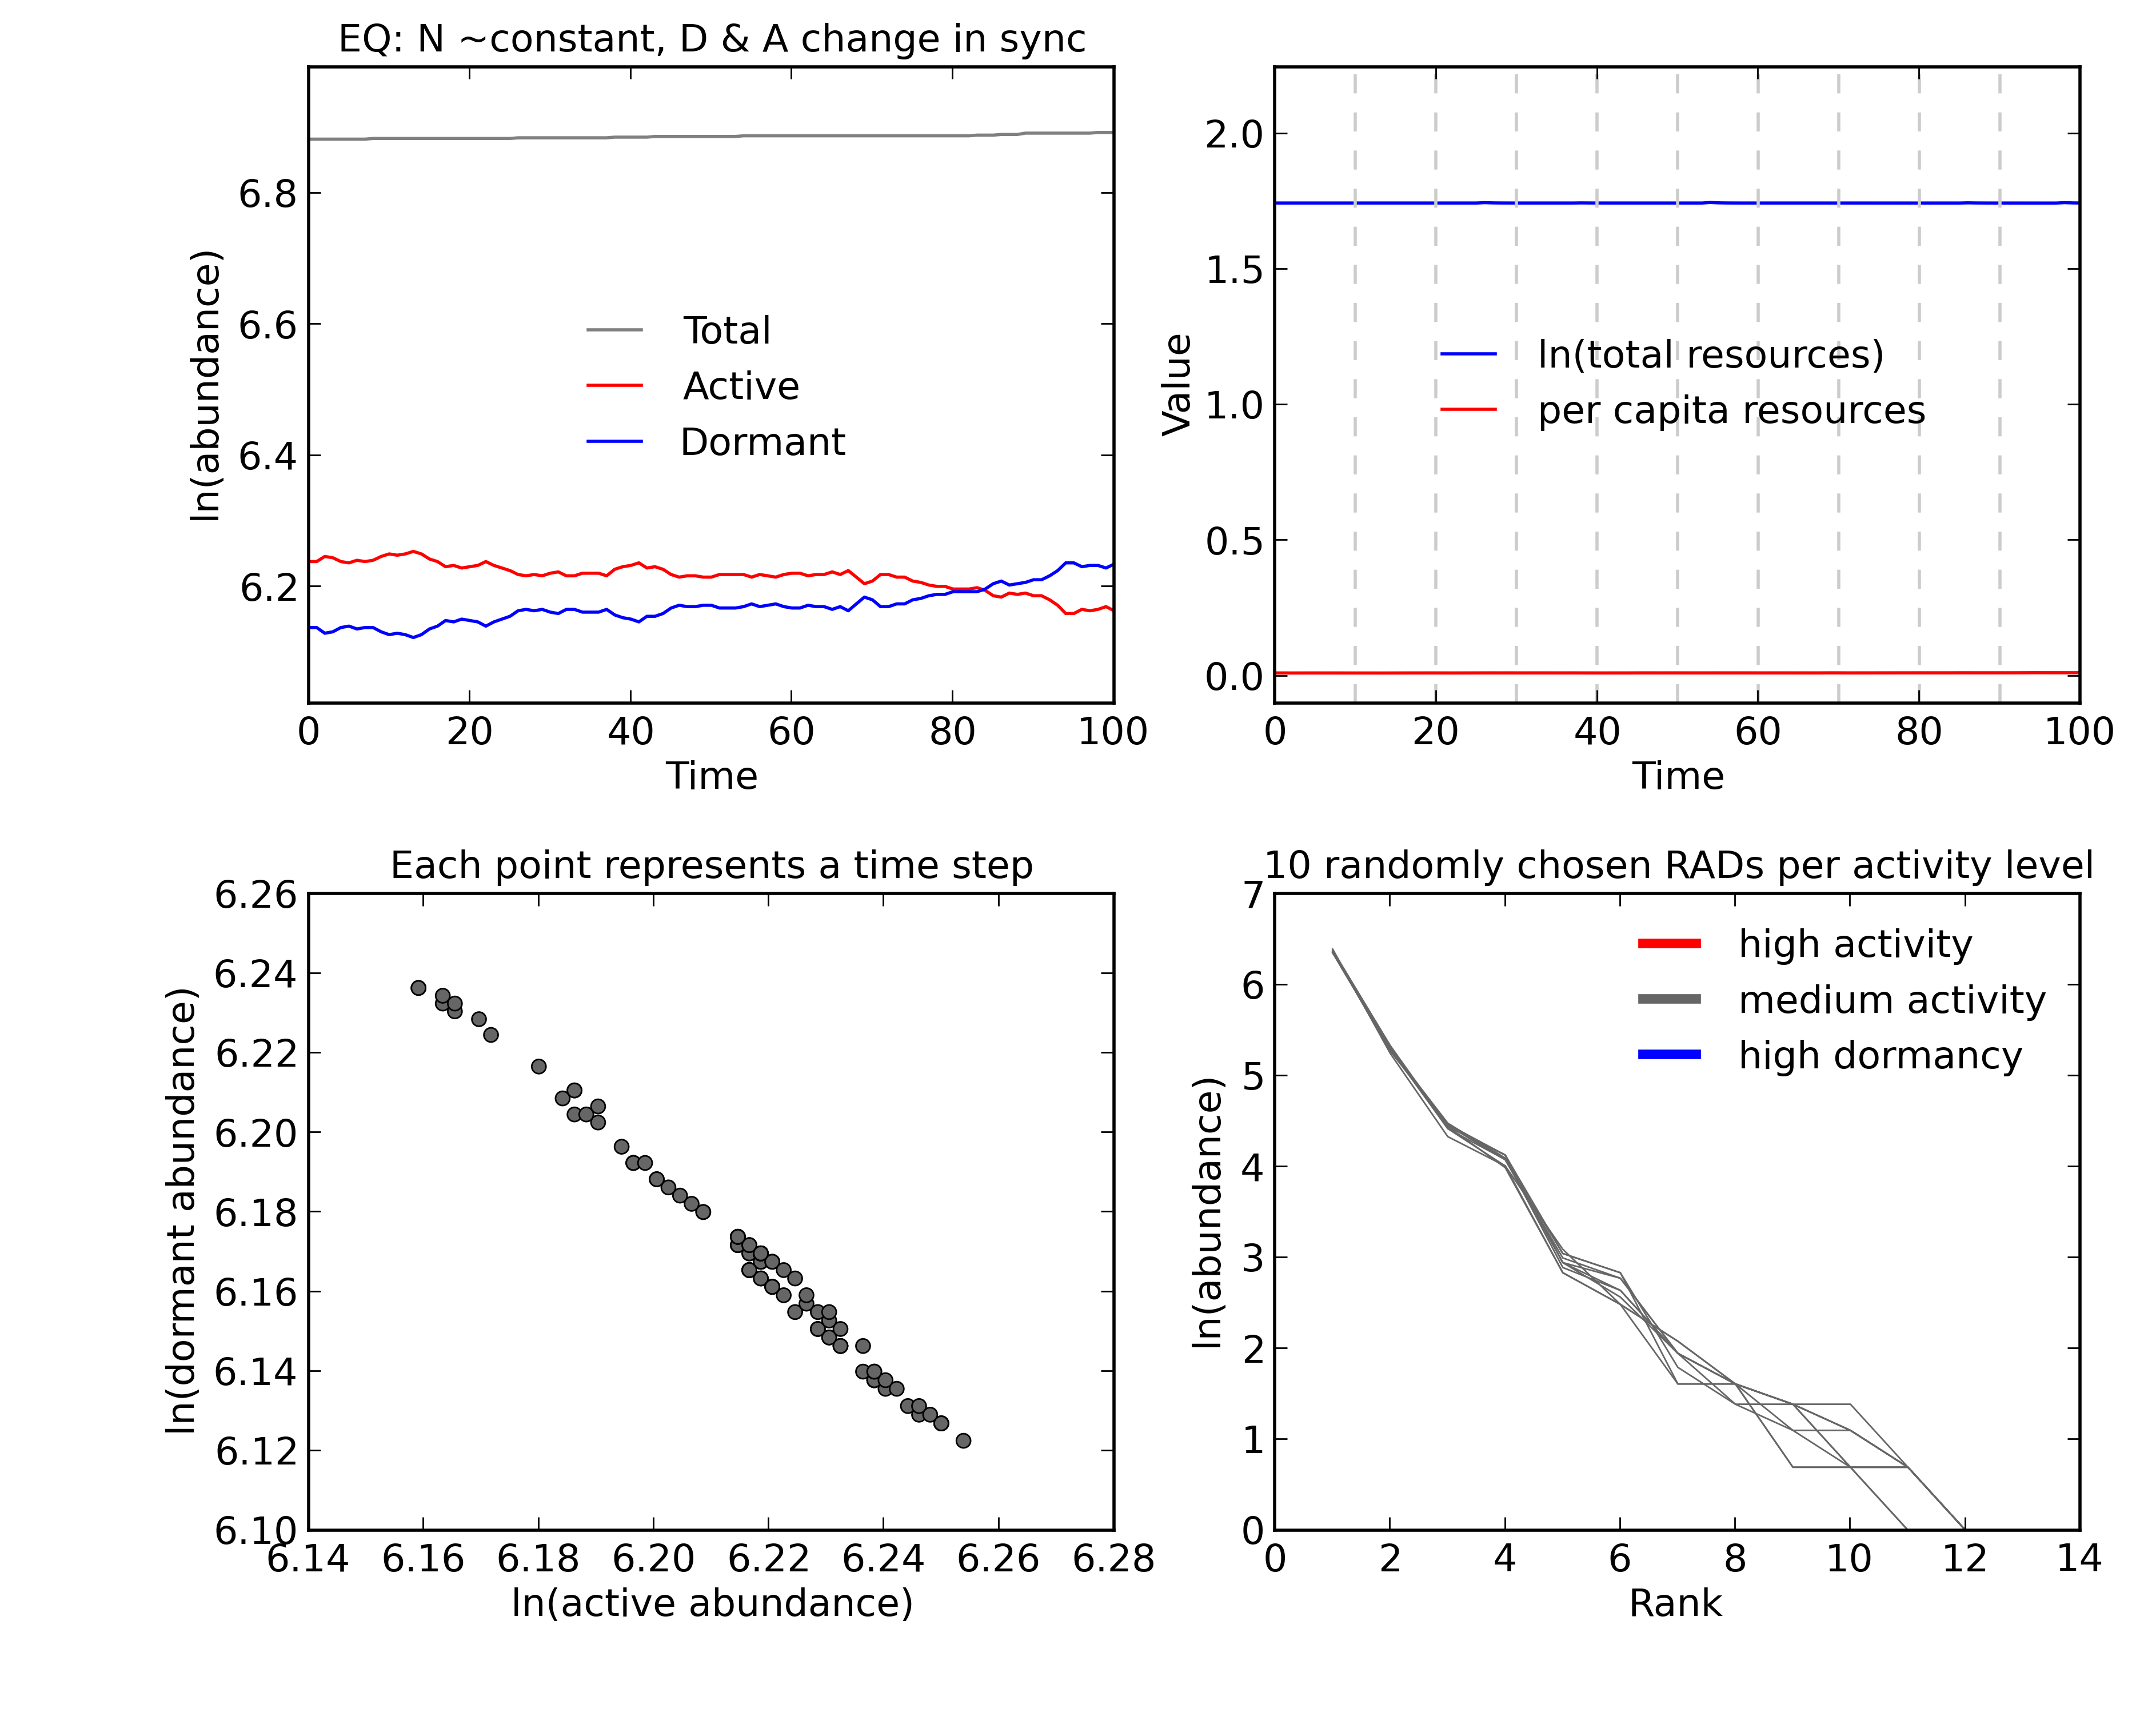 EQ: N ~constant, D & A change in sync
ln(abundance)
6.8
6.6
6.4
6.2
Total
Active
Dormant
0 20 40 60 80 100
Time
Value
2.0
1.5
1.0
0.5
0.0
ln(total resources)
per capita resources
0 20 40 60 80 100
Time
Each point represents a time step
ln(dormant abundance)
6.26
6.24
6.22
6.20
6.18
6.16
6.14
6.12
6.10
6.14 6.16 6.18 6.20 6.22 6.24 6.26 6.28
ln(active abundance)
10 randomly chosen RADs per activity level
ln(abundance)
7
6
5
4
3
2
1
0
high activity
medium activity
high dormancy
0 2 4 6 8 10 12 14
Rank